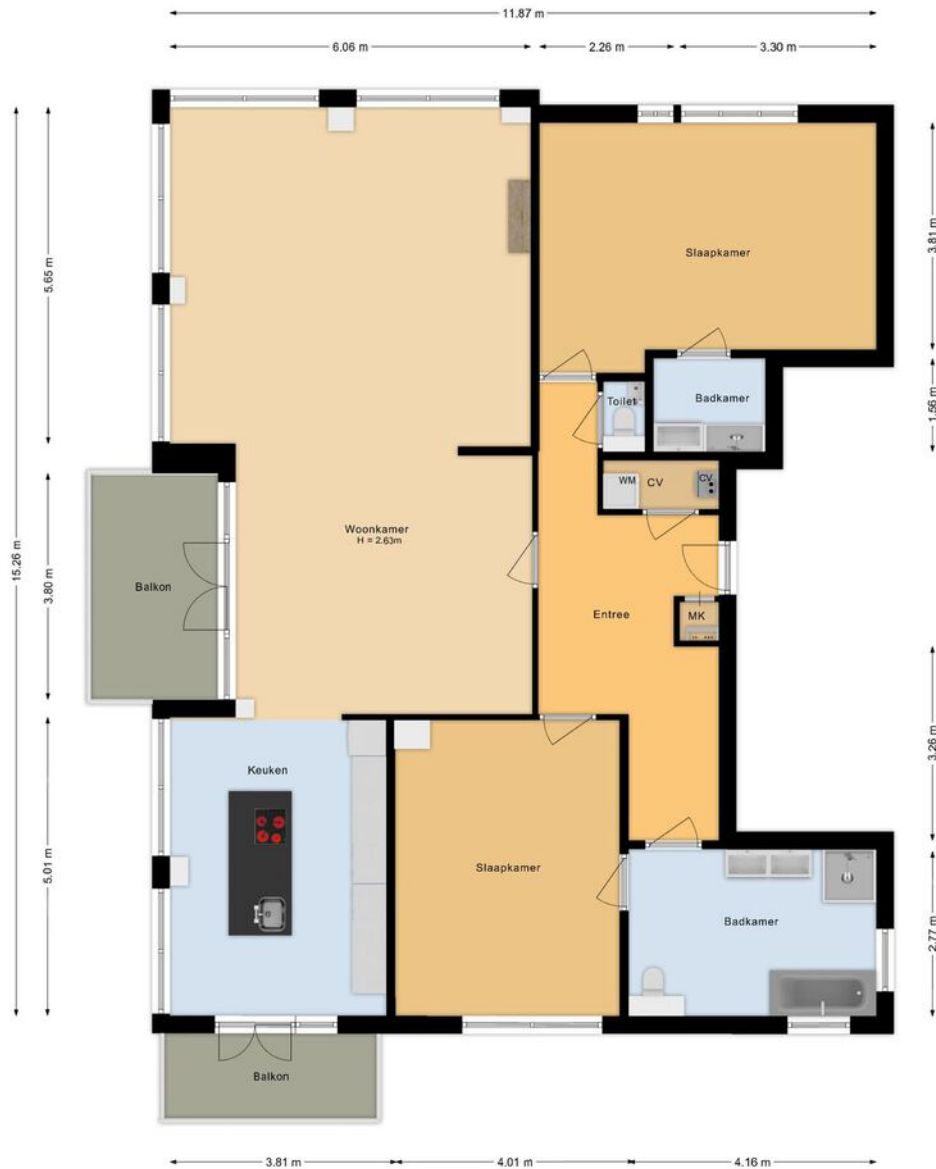 11.87 m
6.06 m
2.26 m
3.30 m
15.26 m
5.65 m
3.81 m
Slaapkamer
Toilet
Badkamer
1.56 m
WM
CV
CV
Woonkamer
H = 2.63m
3.80 m
Balkon
Entree
MK
3.26 m
Keuken
5.01 m
Slaapkamer
Badkamer
2.77 m
Balkon
3.81 m
4.01 m
4.16 m